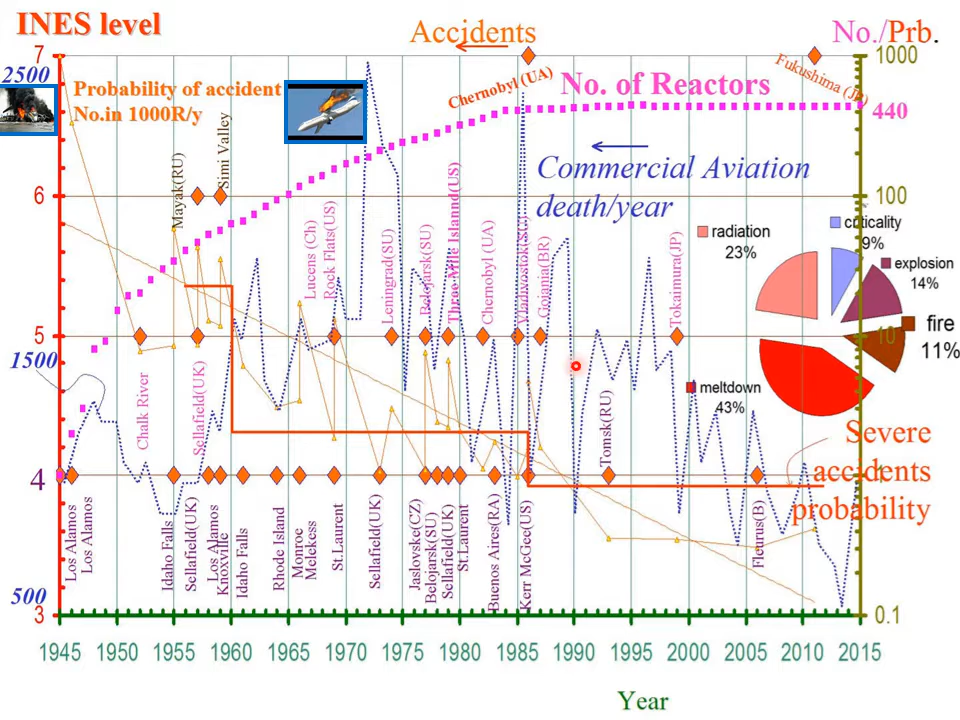 INES level
Accidents
No./Prb.
7
2500
1000
Probability of accident
No.in 1000R/y
Chernobyl (UA)
No. of Reactors
Fukushima (JP)
440
Commercial Aviation
death/year
Mayak(RU)
Simi Valley
6
100
radiation
23%
criticality
9%
explosion
14%
fire
11%
meltdown
43%
Lucens (Ch)
Rock Flats(US)
Leningrad(SU)
Belojarsk(SU)
Three Mile Islannd(US)
Chernobyl (UA)
Vladivostok(SU)
Gojania(BR)
Tokaimura(JP)
5
10
1500
Chalk River
Sellafield(UK)
Tomsk(RU)
Severe
accidents
probability
4
1
Los Alamos
Los Alamos
Idaho Falls
Sellafield(UK)
Los Alamos
Knoxville
Idaho Falls
Rhode Island
Monroe
Melekess
St.Laurent
Sellafield(UK)
Jaslovske(CZ)
Belojarsk(SU)
Sellafield(UK)
St.Laurent
Buenos Aires(RA)
Kerr McGee(US)
Fleurus(B)
500
3
0.1
1945 1950 1955 1960 1965 1970 1975 1980 1985 1990 1995 2000 2005 2010 2015
Year